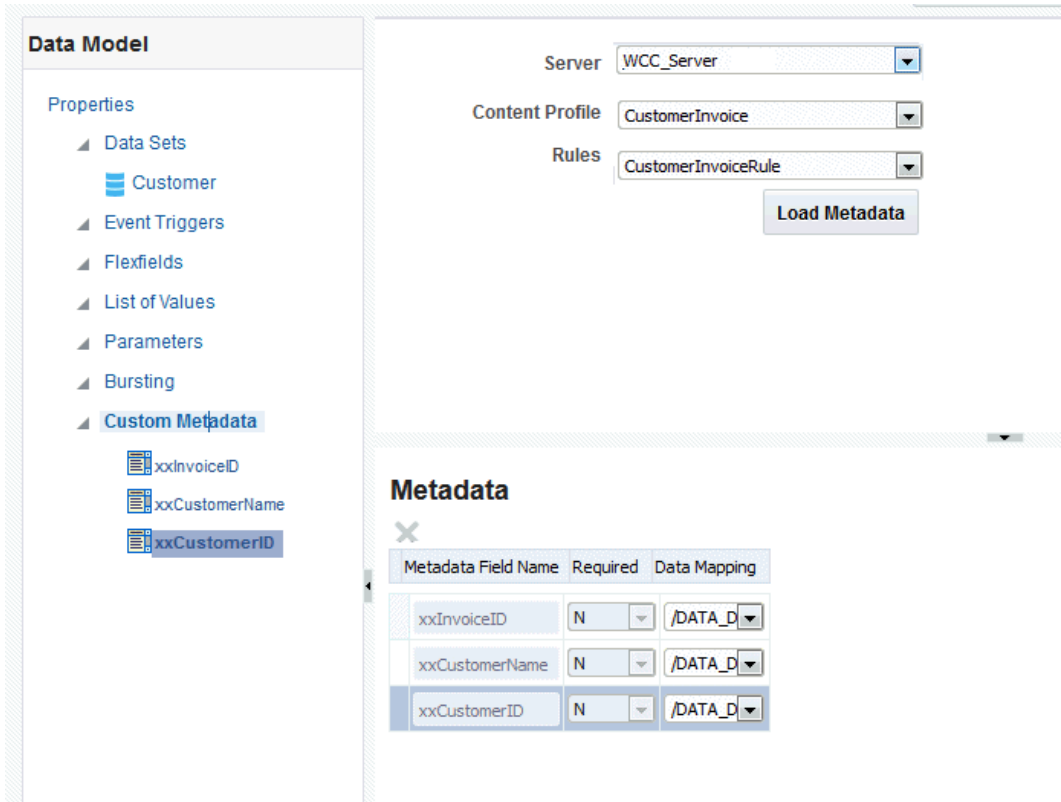 Data Model
Properties
Data Sets
Customer
Event Triggers
Flexfields
List of Values
Parameters
Bursting
Custom Metadata
xxInvoiceID
xxCustomerName
xxCustomerID
Server WCC_Server
Content Profile CustomerInvoice
Rules CustomerInvoiceRule
Load Metadata
Metadata
Metadata Field Name Required Data Mapping
xxInvoiceID N /DATA_D
xxCustomerName N /DATA_D
xxCustomerID N /DATA_D